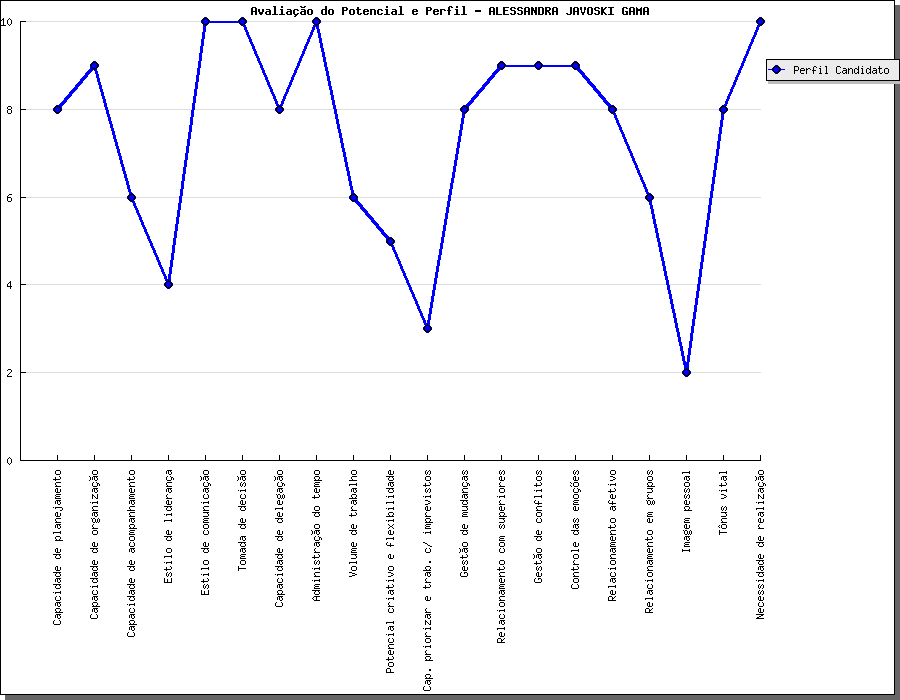 Avaliação do Potencial e Perfil - ALESSANDRA JAVOSKI GAMA
10
8
6
4
2
0
Perfil Candidato
Capacidade de planejamento
Capacidade de organização
Capacidade de acompanhamento
Estilo de liderança
Estilo de comunicação
Tomada de decisão
Capacidade de delegação
Administração do tempo
Volume de trabalho
Potencial criativo e flexibilidade
Cap. priorizar e trab. c/ imprevistos
Gestão de mudanças
Relacionamento com superiores
Gestão de conflitos
Controle das emoções
Relacionamento afetivo
Relacionamento em grupos
Imagem pessoal
Tônus vital
Necessidade de realização